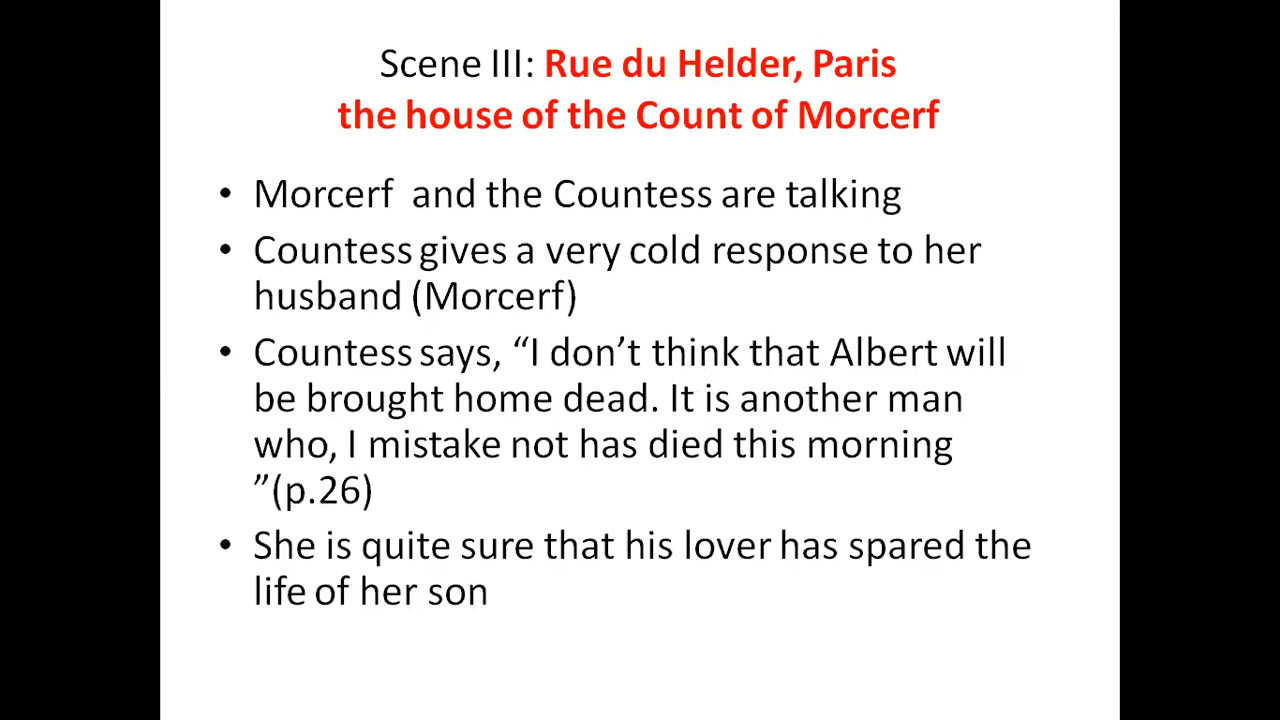 Scene III: Rue du Helder, Paris
the house of the Count of Morcerf
• Morcerf  and the Countess are talking
• Countess gives a very cold response to her
husband (Morcerf)
• Countess says, “I don’t think that Albert will
be brought home dead. It is another man
who, I mistake not has died this morning
”(p.26)
• She is quite sure that his lover has spared the
life of her son